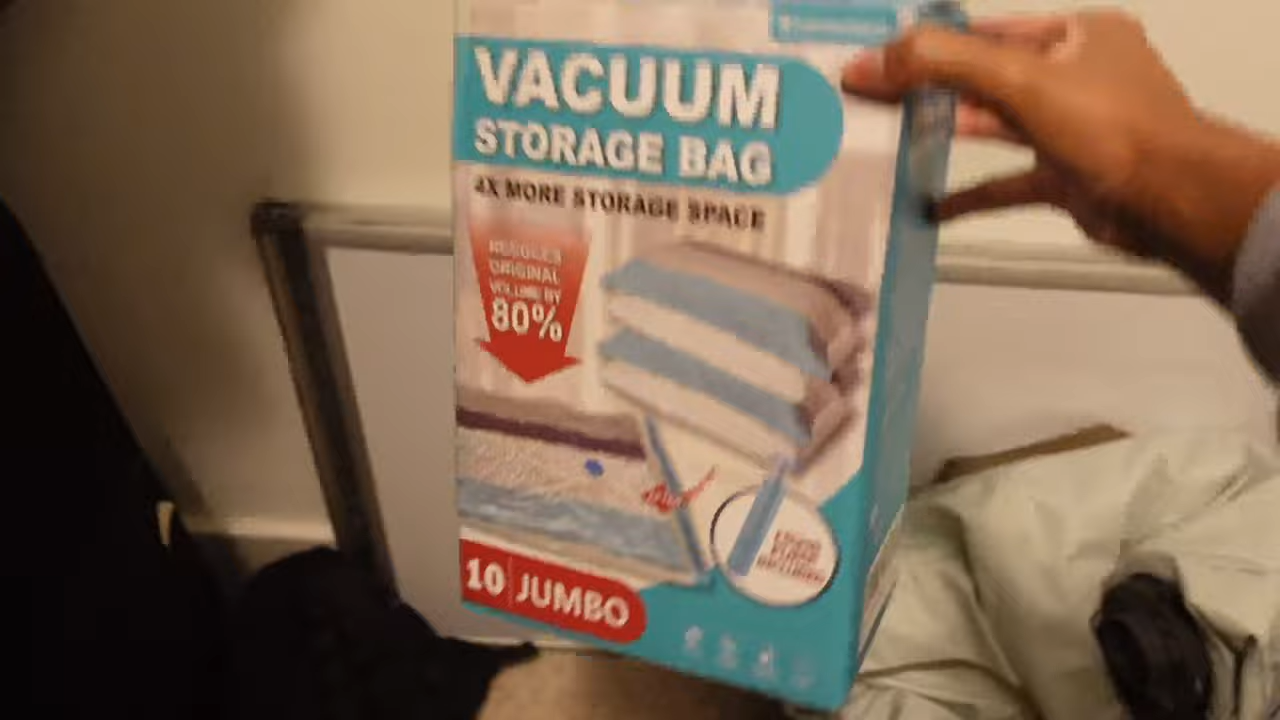 VACUUM
STORAGE BAG
4X MORE STORAGE SPACE
REDUCES
ORIGINAL
VOLUME BY
80%
10 JUMBO